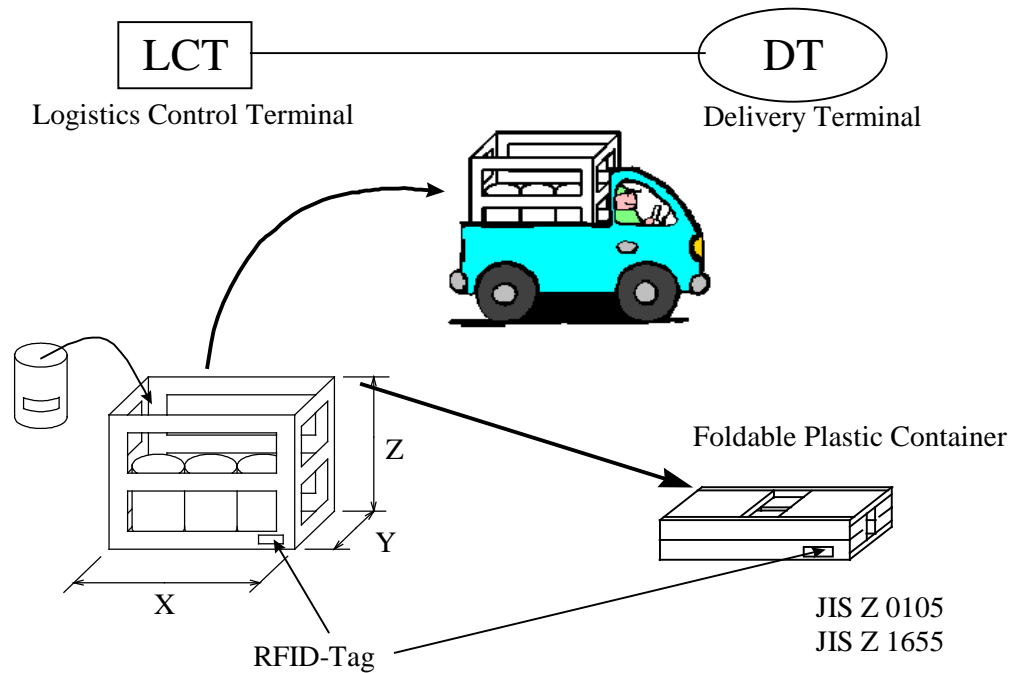 LCT
DT
Logistics Control Terminal
Delivery Terminal
Z
Foldable Plastic Container
Y
X
JIS Z 0105
JIS Z 1655
RFID-Tag